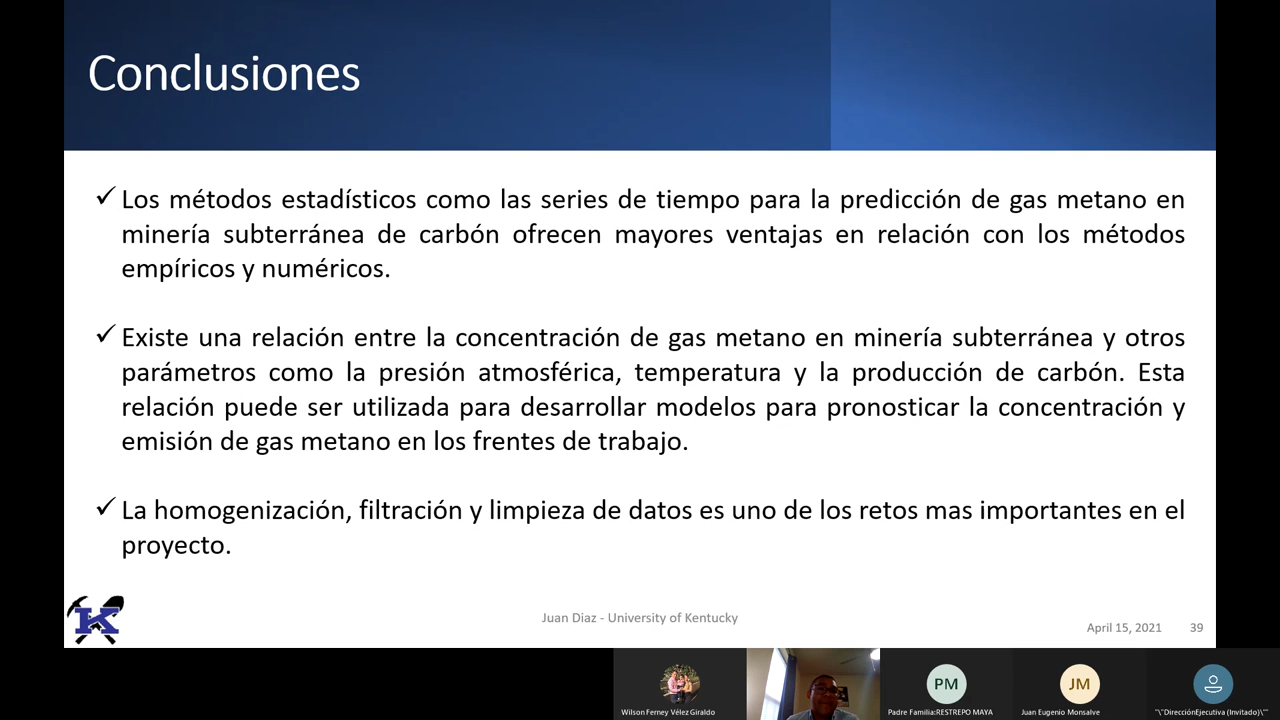 Conclusiones
✓ Los métodos estadísticos como las series de tiempo para la predicción de gas metano en
minería subterránea de carbón ofrecen mayores ventajas en relación con los métodos
empíricos y numéricos.
✓ Existe una relación entre la concentración de gas metano en minería subterránea y otros
parámetros como la presión atmosférica, temperatura y la producción de carbón. Esta
relación puede ser utilizada para desarrollar modelos para pronosticar la concentración y
emisión de gas metano en los frentes de trabajo.
✓ La homogenización, filtración y limpieza de datos es uno de los retos mas importantes en el
proyecto.
K
Juan Diaz - University of Kentucky
April 15, 2021 39
PM JM
Wilson Ferney Vélez Giraldo Padre Familia:RESTREPO MAYA Juan Eugenio Monsalve "\"DirecciónEjecutiva (Invitado)\""